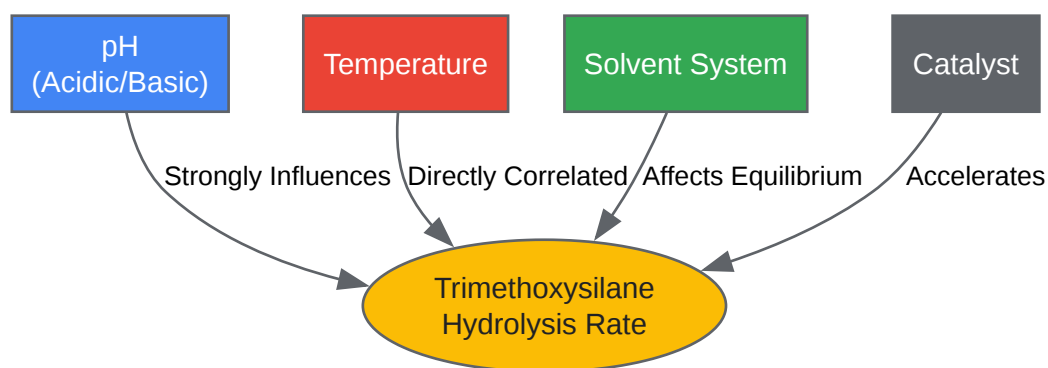 pH
(Acidic/Basic)
Temperature
Solvent System
Catalyst
Strongly Influences
Directly Correlated
Affects Equilibrium
Accelerates
Trimethoxysilane
Hydrolysis Rate